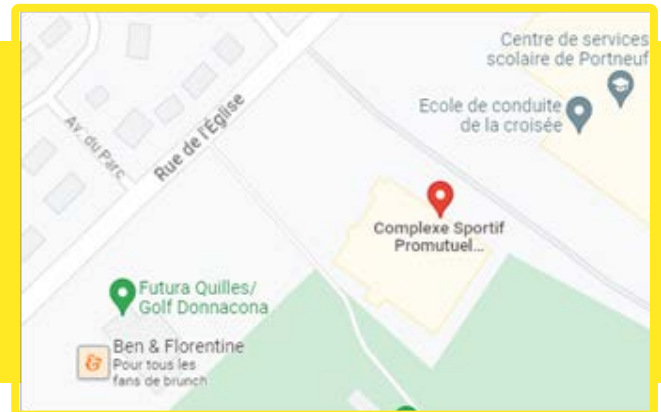 Centre de services
scolaire de Portneuf
Ecole de conduite
de la croisée
Av. du Parc
Rue de l'Église
Complexe Sportif
Promutuel...
Futura Quilles/
Golf Donnacona
Ben & Florentine
Pour tous les
fans de brunch